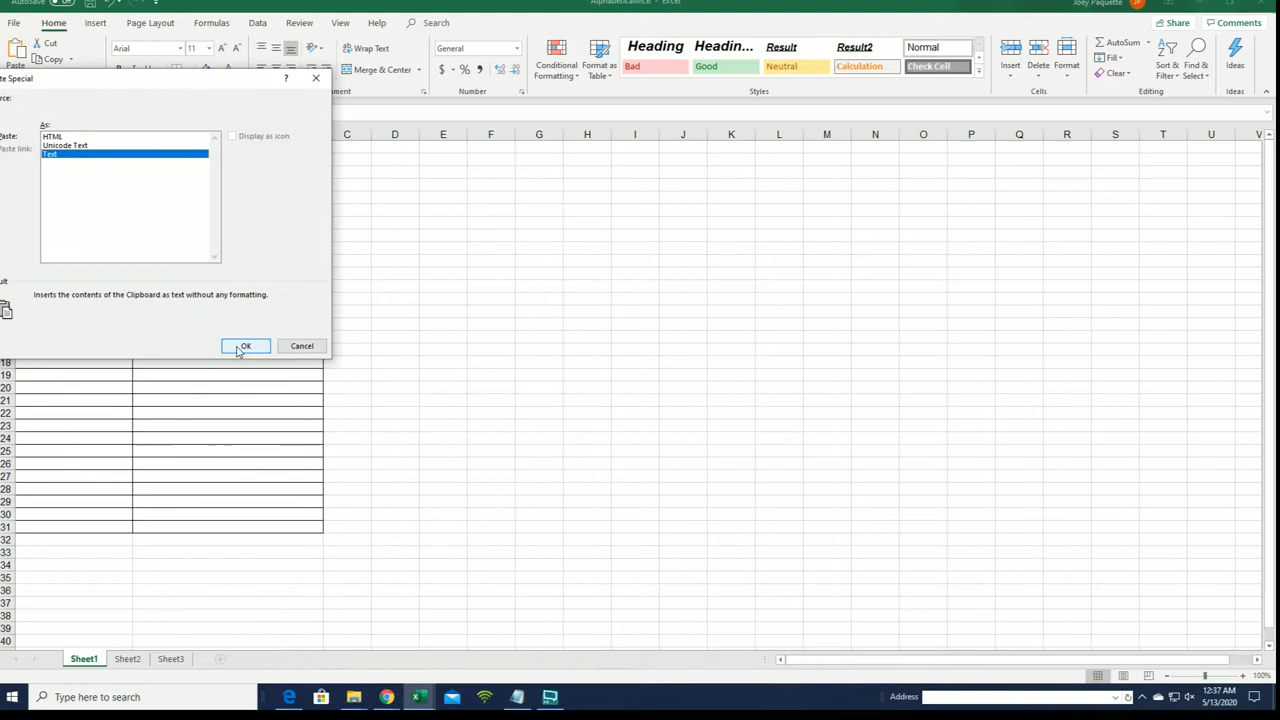 AutoSave
AlphabeticalMLB - Excel
Joey Paquette
JP
File Home Insert Page Layout Formulas Data Review View Help Search Share Comments
Cut
Copy
Paste
Arial 11
Wrap Text
Merge & Center
General
$ % ,
Conditional Formatting
Format as Table
Heading Headin... Result Result2 Normal
Bad Good Neutral Calculation Check Cell
Styles
Insert Delete Format
Cells
AutoSum
Fill
Clear
Sort & Filter
Find & Select
Ideas
Ideas
te Special ? ×
rce:
As:
Paste:
Paste link:
HTML
Unicode Text
Text
Display as icon
ult
Inserts the contents of the Clipboard as text without any formatting.
OK Cancel
C D E F G H I J K L M N O P Q R S T U V
18
19
20
21
22
23
24
25
26
27
28
29
30
31
32
33
34
35
36
37
38
39
40
Sheet1 Sheet2 Sheet3
100%
Type here to search
Address
12:37 AM
5/13/2020